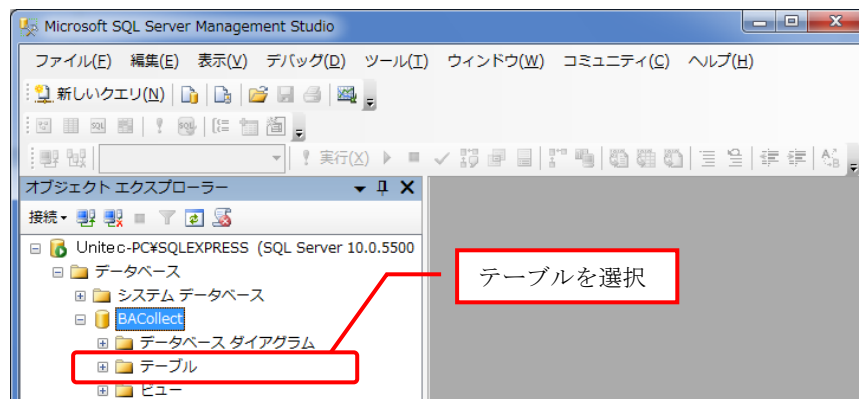 Microsoft SQL Server Management Studio
ファイル(F) 編集(E) 表示(V) デバッグ(D) ツール(T) ウィンドウ(W) コミュニティ(C) ヘルプ(H)
新しいクエリ(N)
実行(X)
オブジェクト エクスプローラー
接続
Unitec-PC¥SQLEXPRESS (SQL Server 10.0.5500
データベース
テーブルを選択
システム データベース
BACollect
データベース ダイアグラム
テーブル
ビュー